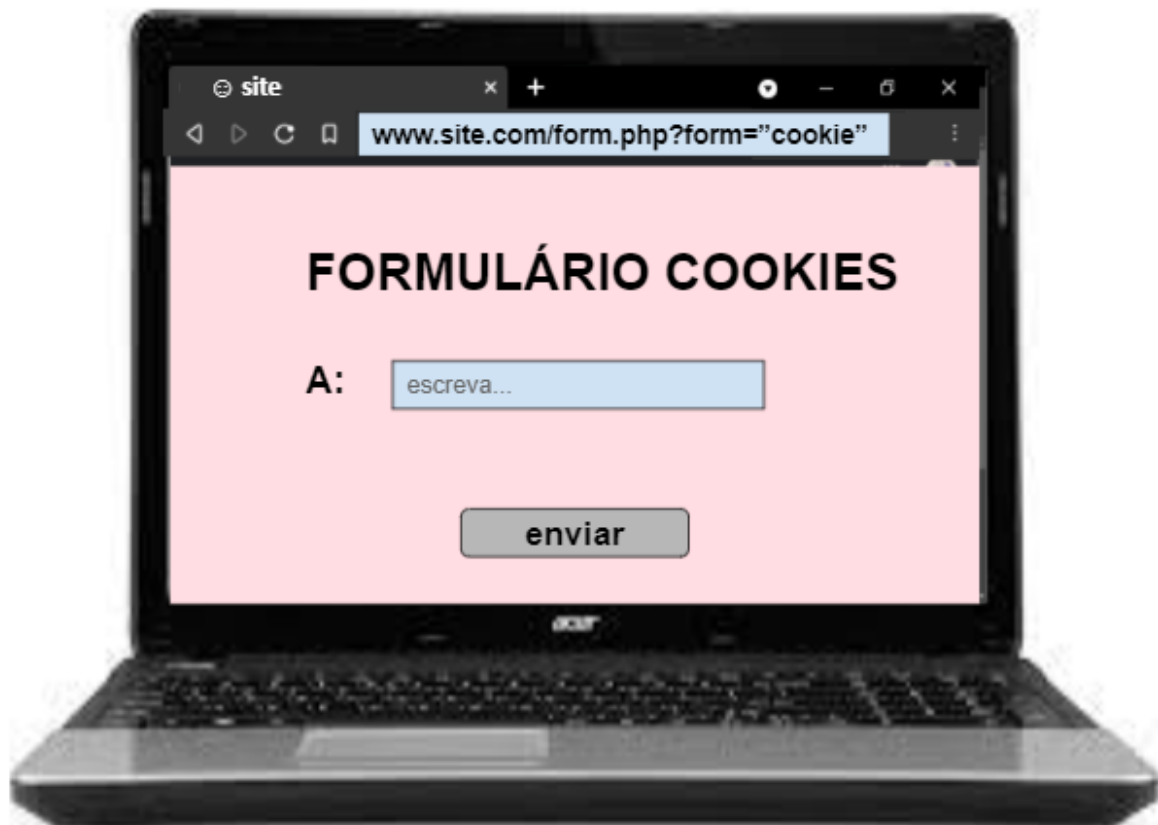 site
www.site.com/form.php?form=”cookie”
FORMULÁRIO COOKIES
A: escreva...
enviar
acer